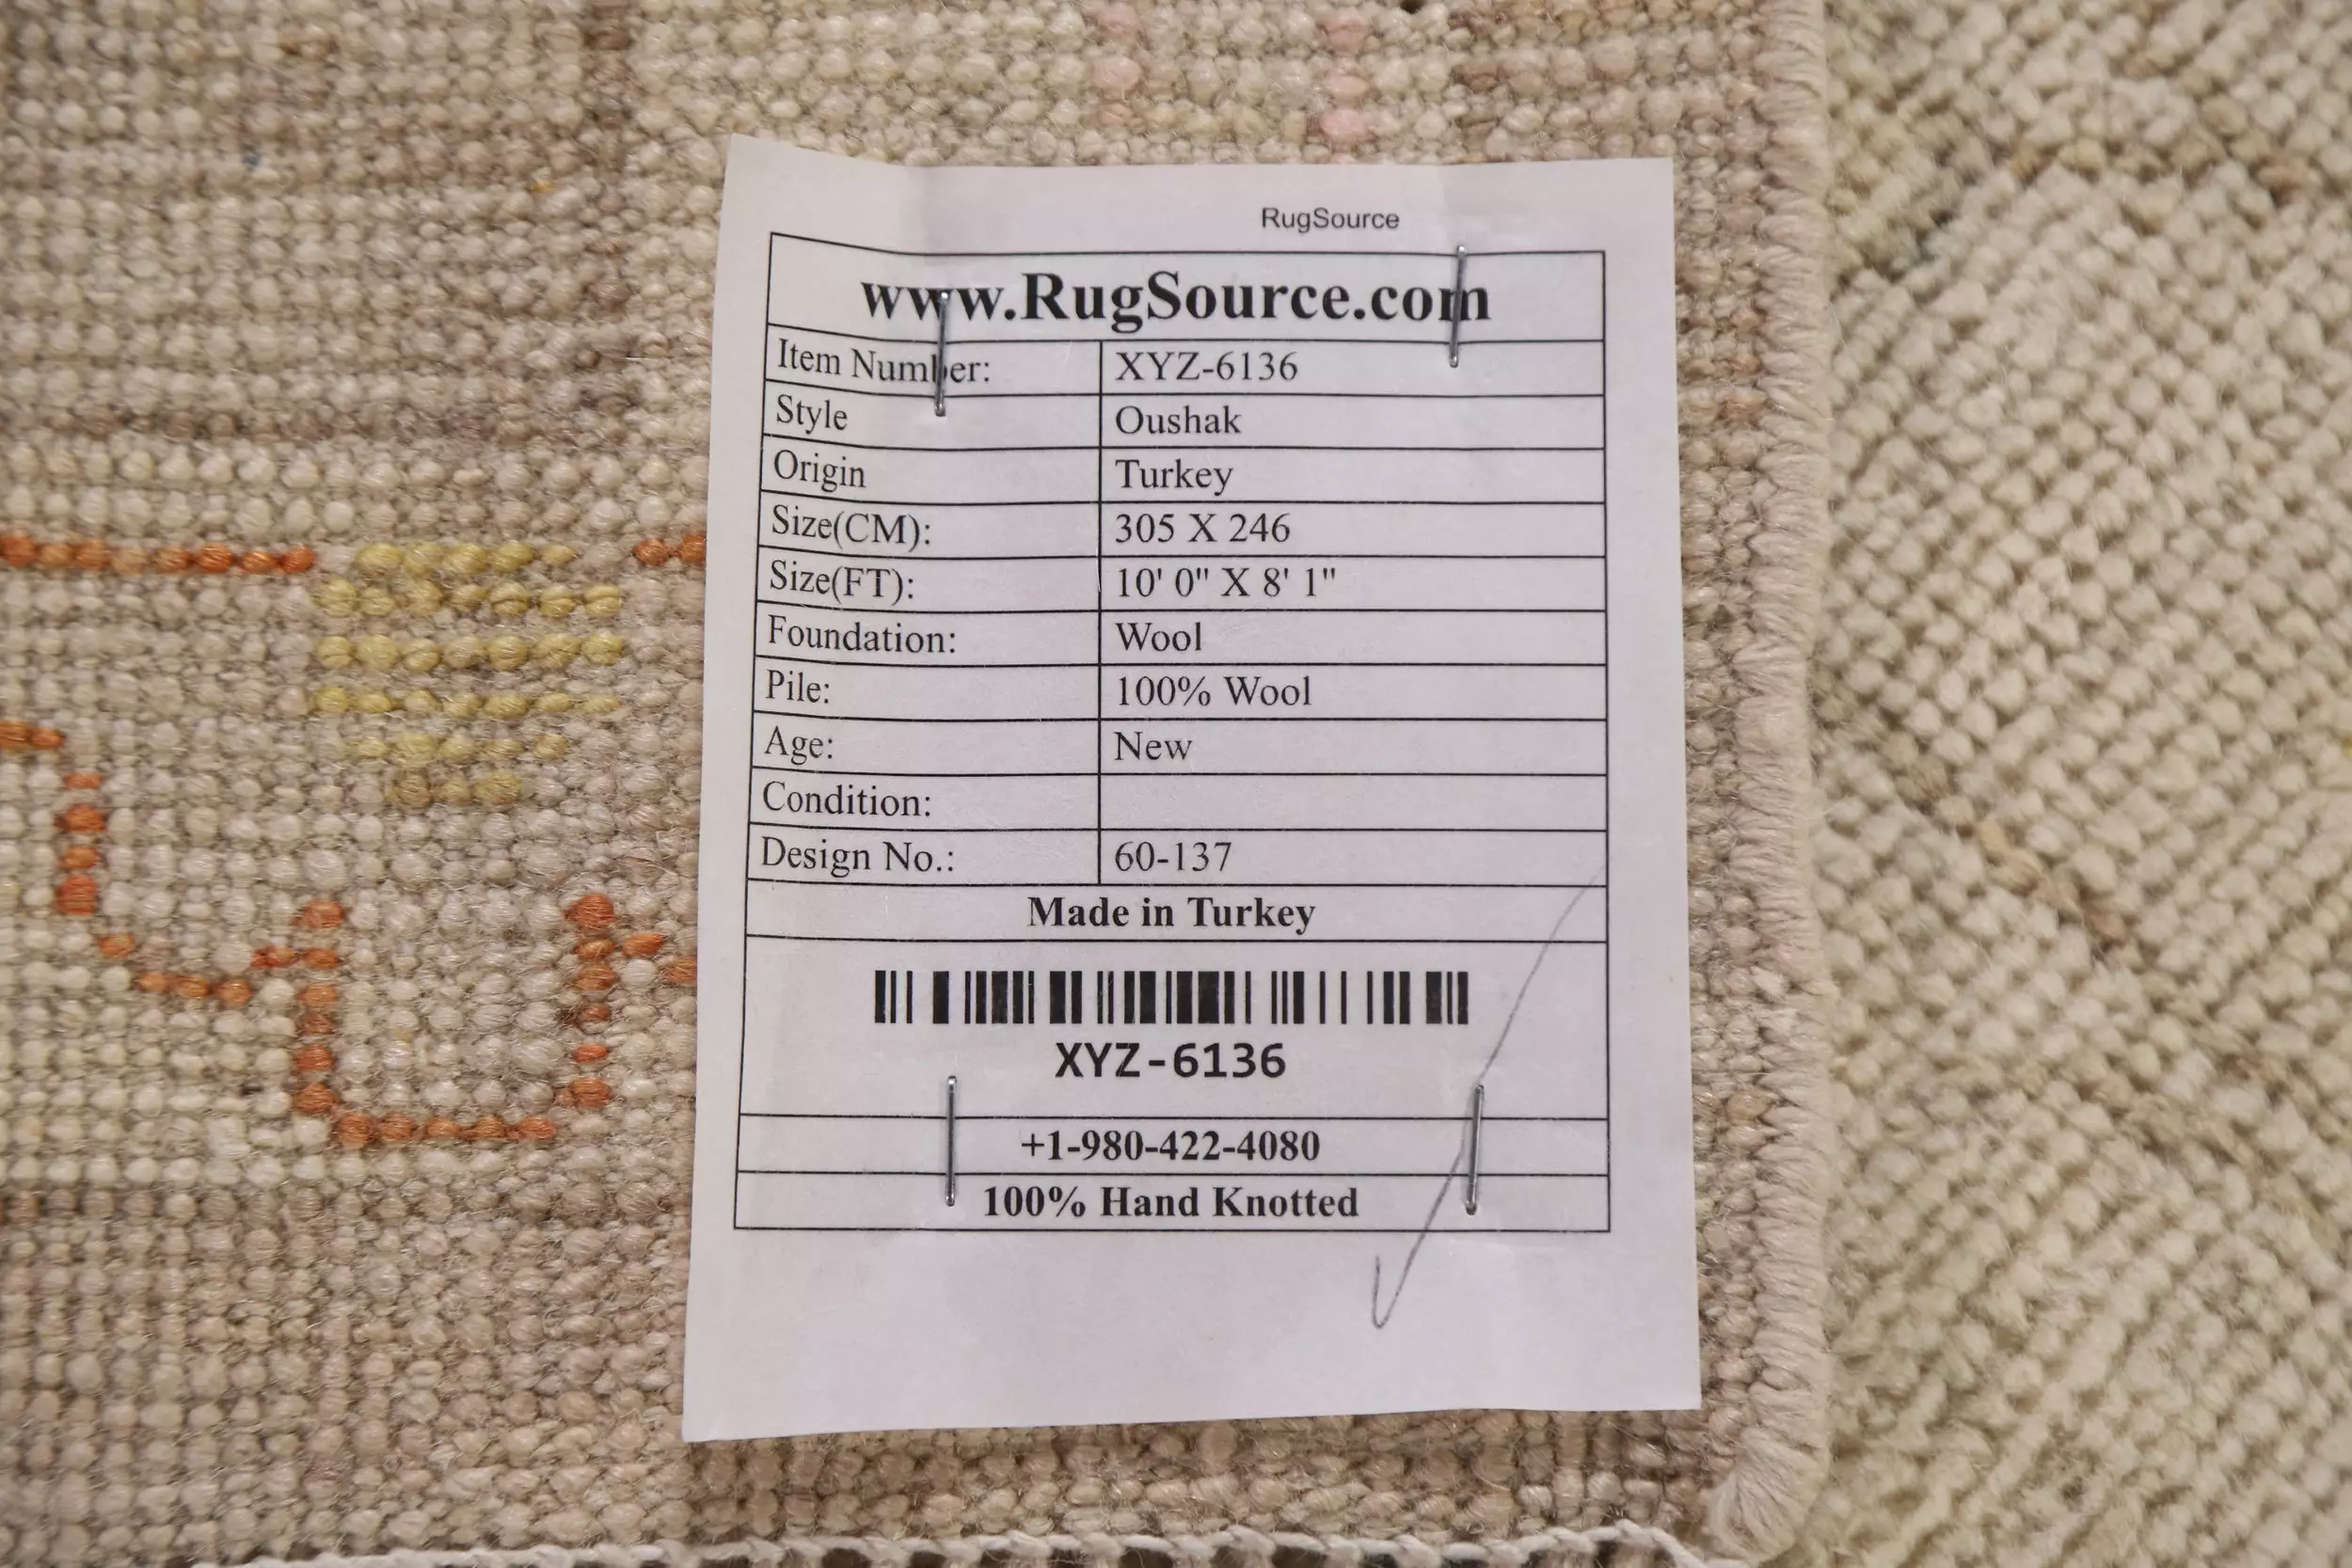 RugSource
www.RugSource.com
Item Number: XYZ-6136
Style Oushak
Origin Turkey
Size(CM): 305 X 246
Size(FT): 10' 0" X 8' 1"
Foundation: Wool
Pile: 100% Wool
Age: New
Condition:
Design No.: 60-137
Made in Turkey
XYZ-6136
+1-980-422-4080
100% Hand Knotted